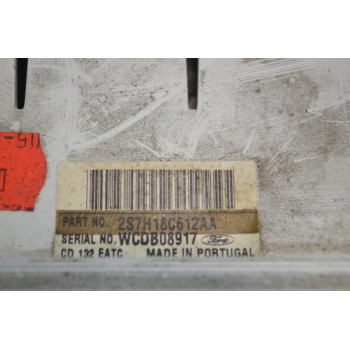 PART NO. 2S7H18C612AA
SERIAL NO. WCDB08917 Ford
CD 132 EATC MADE IN PORTUGAL